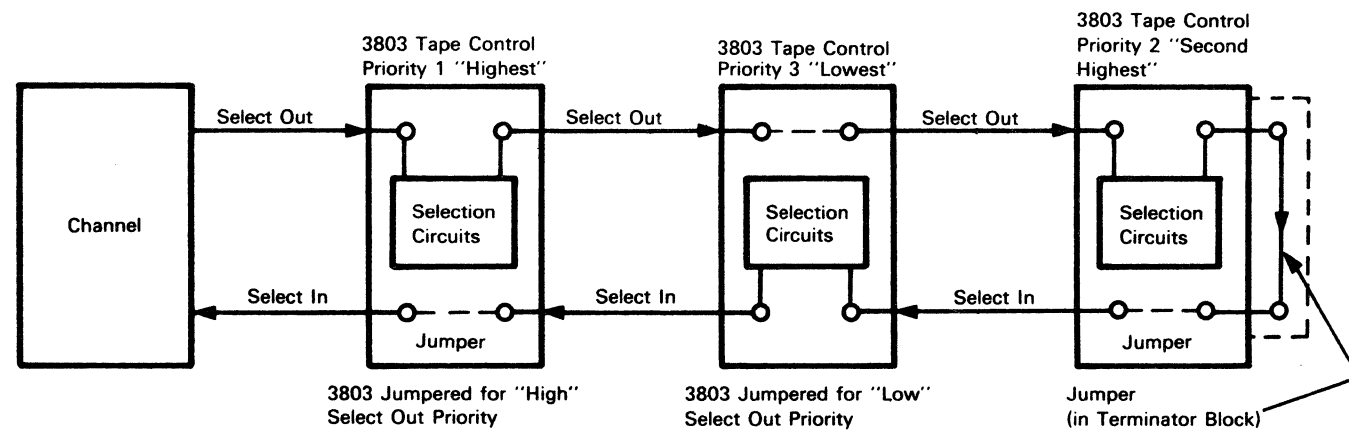 3803 Tape Control
Priority 1 "Highest"
3803 Tape Control
Priority 3 "Lowest"
3803 Tape Control
Priority 2 "Second
Highest"
Channel
Select Out
Select Out
Select Out
Selection
Circuits
Selection
Circuits
Selection
Circuits
Select In
Select In
Select In
Jumper
Jumper
3803 Jumpered for "High"
Select Out Priority
3803 Jumpered for "Low"
Select Out Priority
Jumper
(in Terminator Block)